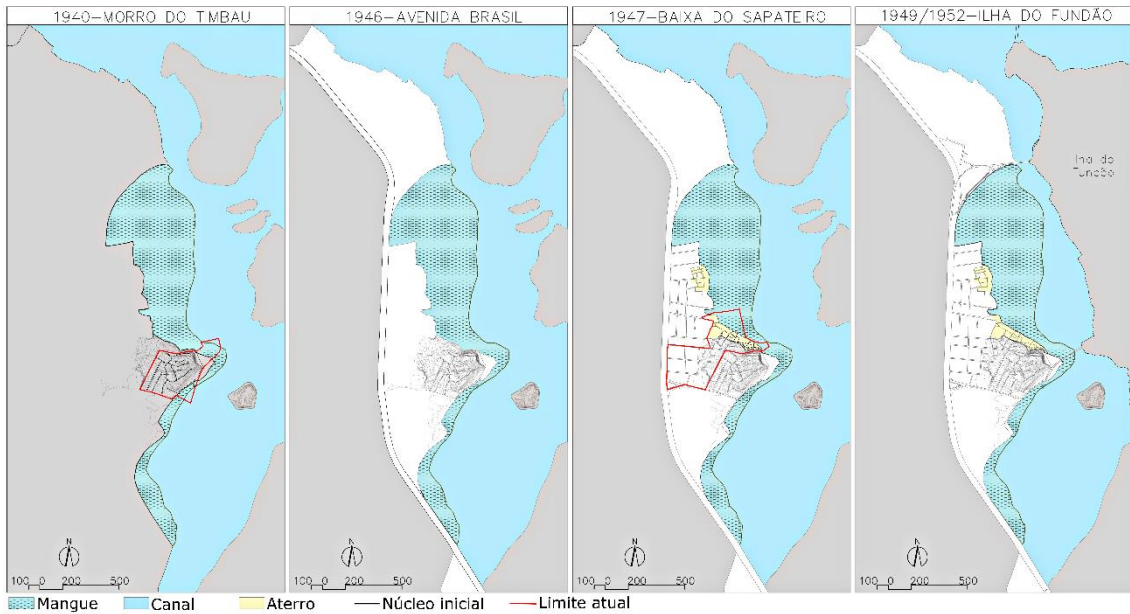 1940-MORRO DO TIMBAU
1946-AVENIDA BRASIL
1947-BAIXA DO SAPATEIRO
1949/1952-ILHA DO FUNDÃO
Ilha do
Fundão
N
100 0 200 500
N
100 0 200 500
N
100 0 200 500
N
100 0 200 500
Mangue
Canal
Aterro
Núcleo inicial
Limite atual